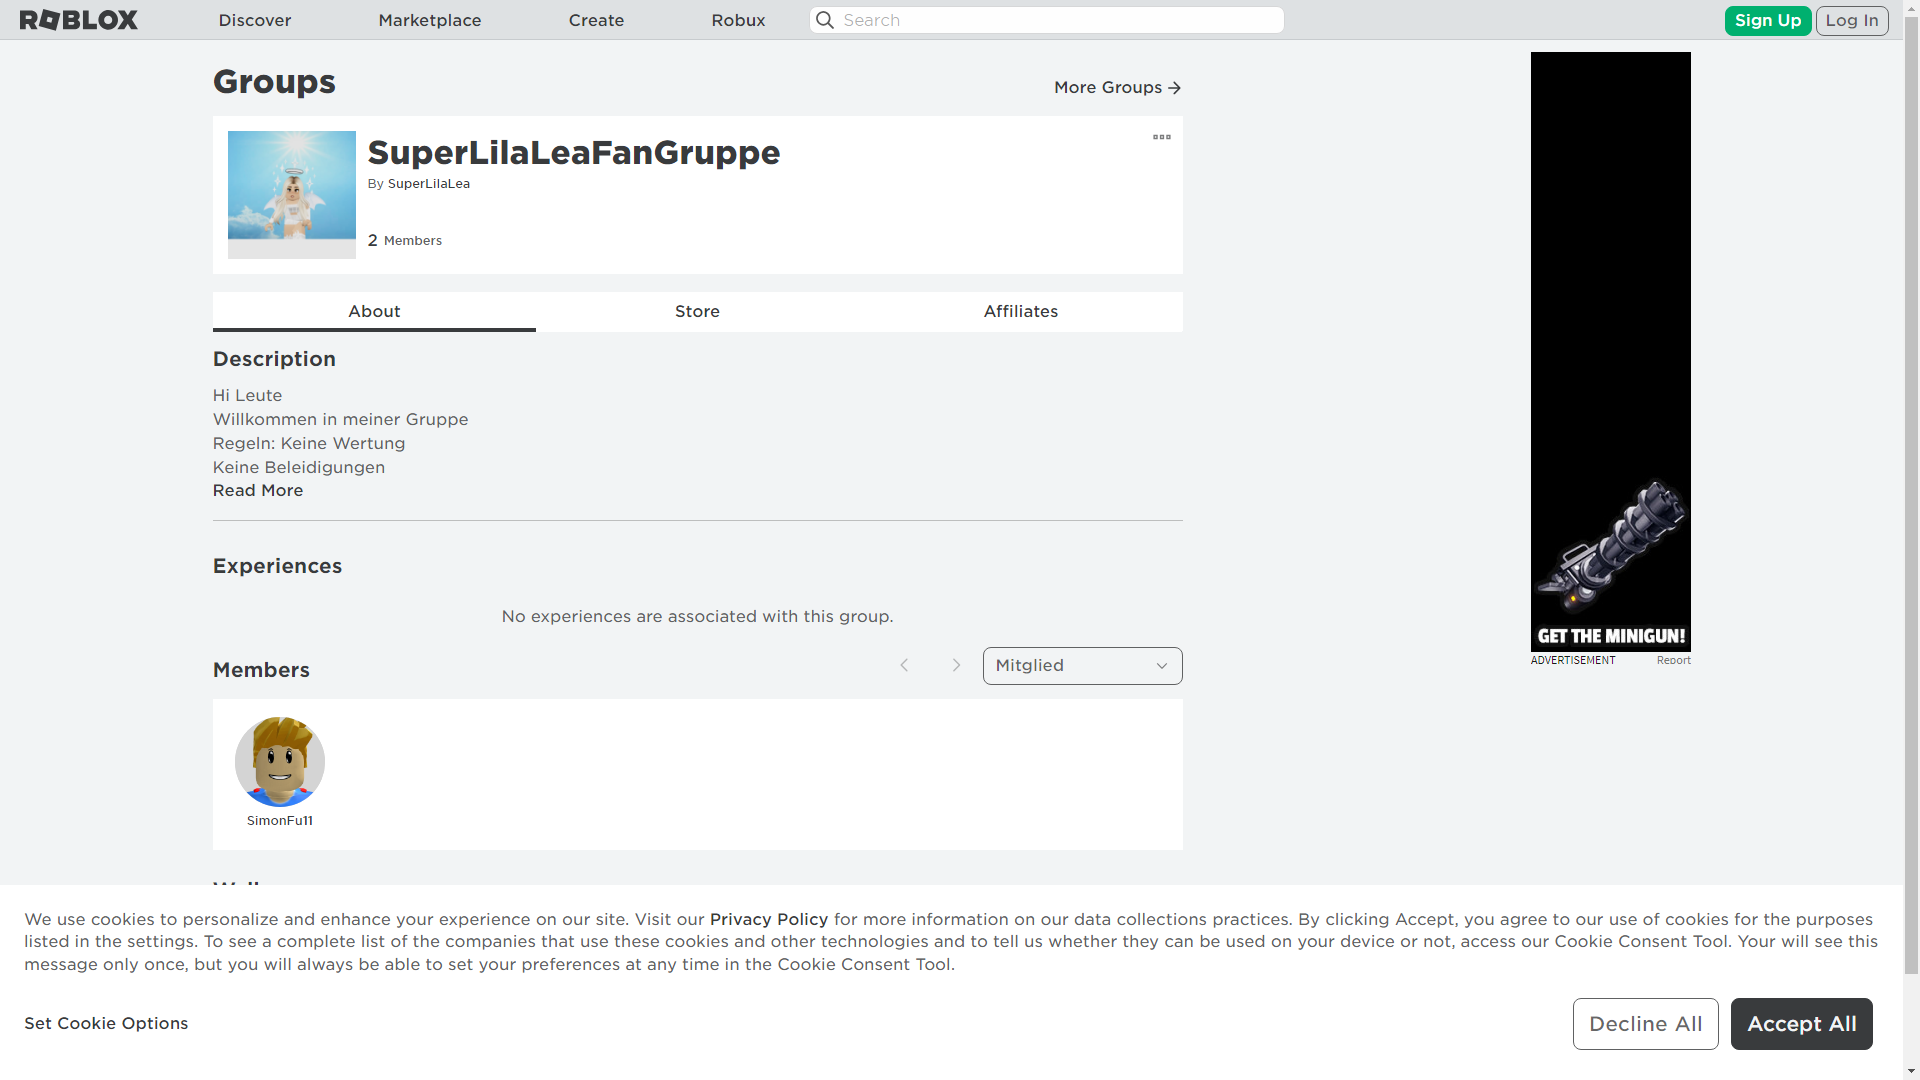 ROBLOX
Discover
Marketplace
Create
Robux
Search
Sign Up
Log In
Groups
More Groups
SuperLilaLeaFanGruppe
By SuperLilaLea
2 Members
About
Store
Affiliates
Description
Hi Leute
Willkommen in meiner Gruppe
Regeln: Keine Wertung
Keine Beleidigungen
Read More
Experiences
No experiences are associated with this group.
Members
Mitglied
SimonFu11
GET THE MINIGUN!
ADVERTISEMENT
Report
We use cookies to personalize and enhance your experience on our site. Visit our Privacy Policy for more information on our data collections practices. By clicking Accept, you agree to our use of cookies for the purposes
listed in the settings. To see a complete list of the companies that use these cookies and other technologies and to tell us whether they can be used on your device or not, access our Cookie Consent Tool. Your will see this
message only once, but you will always be able to set your preferences at any time in the Cookie Consent Tool.
Set Cookie Options
Decline All
Accept All